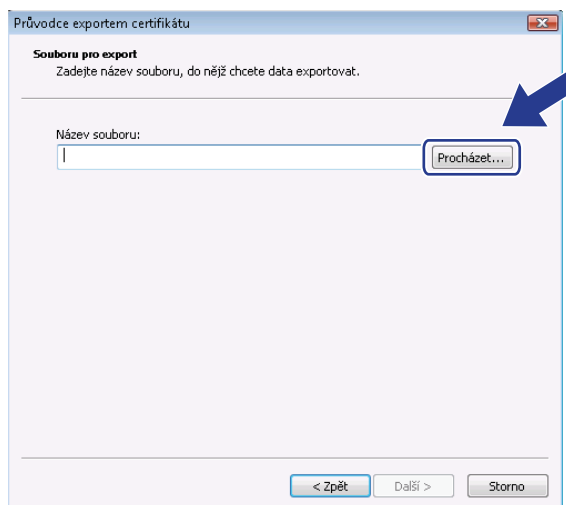 Průvodce exportem certifikátu
Souboru pro export
Zadejte název souboru, do nějž chcete data exportovat.
Název souboru:
Procházet...
< Zpět
Další >
Storno